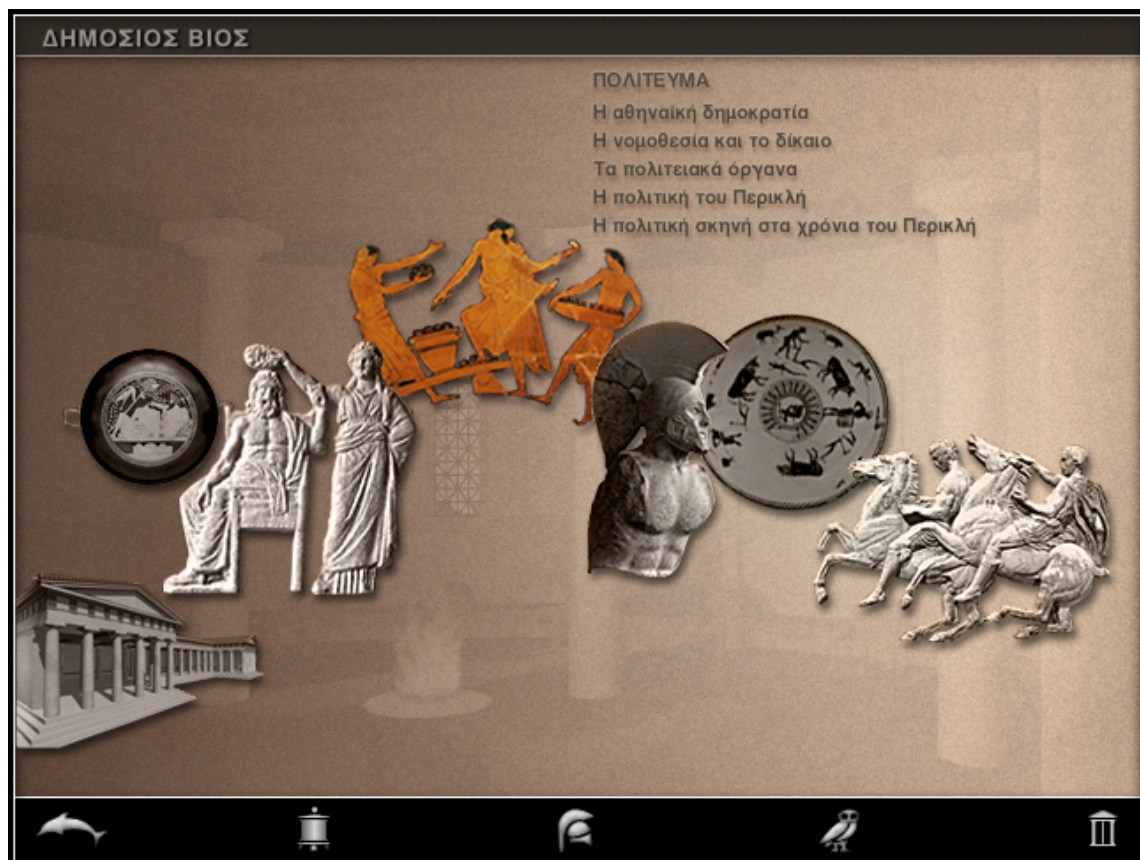 ΔΗΜΟΣΙΟΣ ΒΙΟΣ
ΠΟΛΙΤΕΥΜΑ
Η αθηναϊκή δημοκρατία
Η νομοθεσία και το δίκαιο
Τα πολιτειακά όργανα
Η πολιτική του Περικλή
Η πολιτική σκηνή στα χρόνια του Περικλή